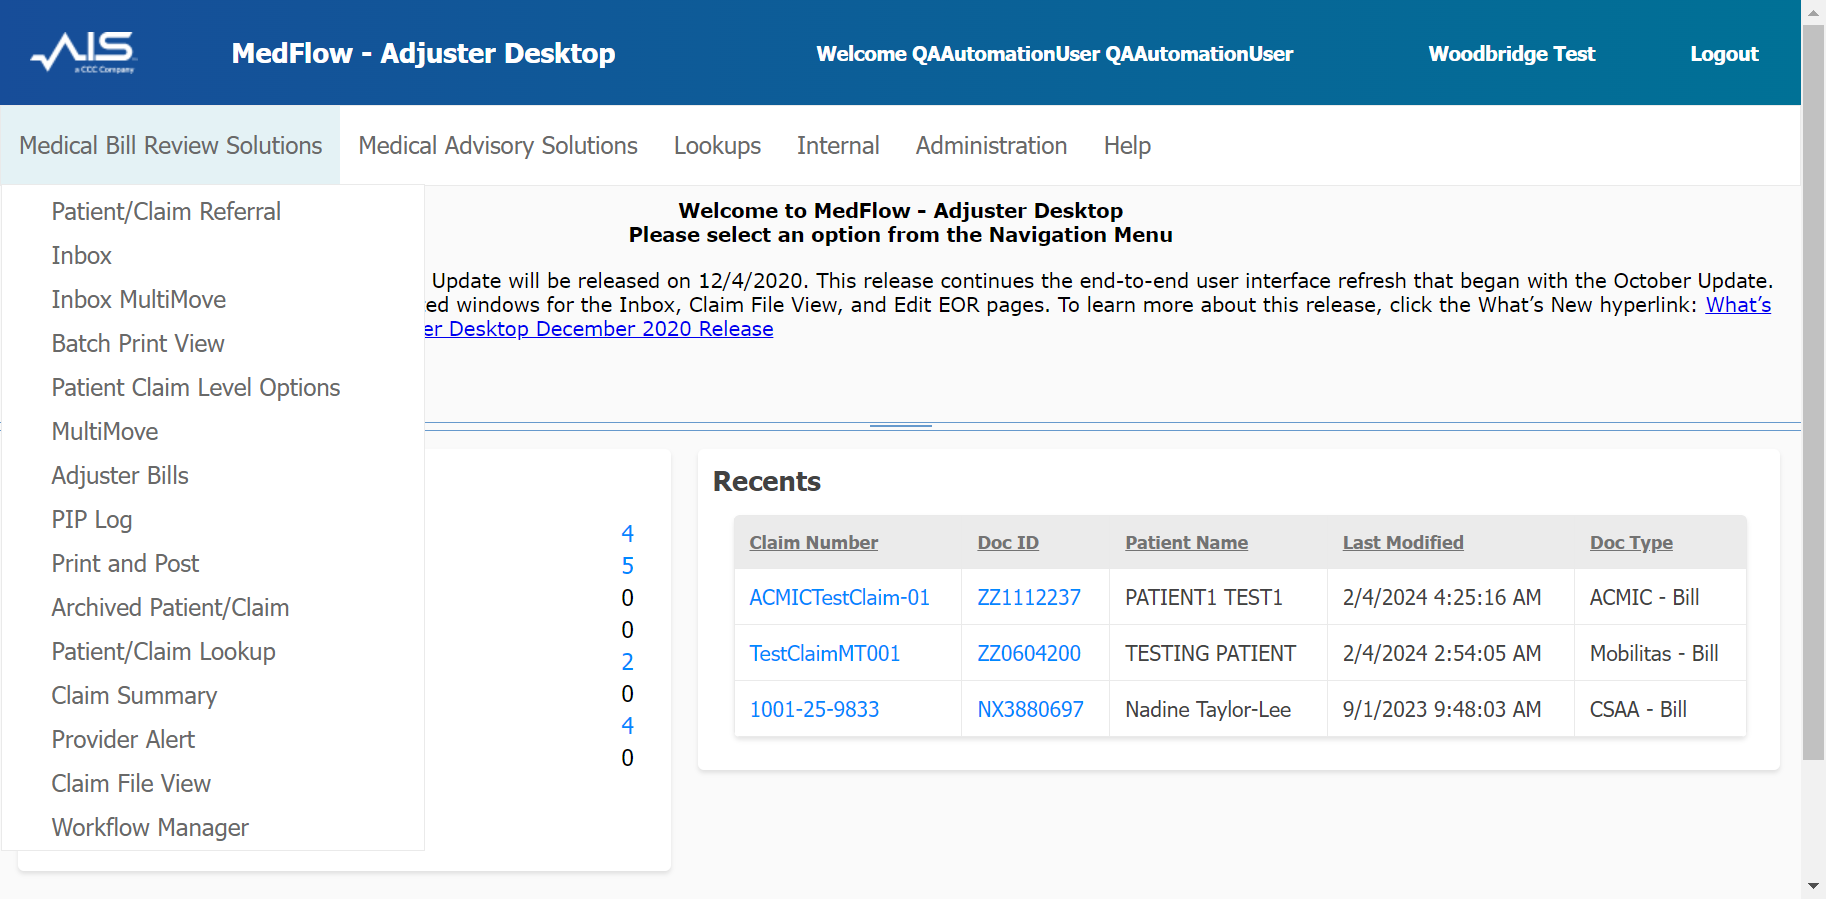 AIS
a CCC Company
MedFlow - Adjuster Desktop
Welcome QAAutomationUser QAAutomationUser
Woodbridge Test
Logout
Medical Bill Review Solutions
Medical Advisory Solutions
Lookups
Internal
Administration
Help
Patient/Claim Referral
Inbox
Inbox MultiMove
Batch Print View
Patient Claim Level Options
MultiMove
Adjuster Bills
PIP Log
Print and Post
Archived Patient/Claim
Patient/Claim Lookup
Claim Summary
Provider Alert
Claim File View
Workflow Manager
Welcome to MedFlow - Adjuster Desktop
Please select an option from the Navigation Menu
Update will be released on 12/4/2020. This release continues the end-to-end user interface refresh that began with the October Update.
ed windows for the Inbox, Claim File View, and Edit EOR pages. To learn more about this release, click the What’s New hyperlink: What’s
er Desktop December 2020 Release
4
5
0
0
2
0
4
0
Recents
Claim Number Doc ID Patient Name Last Modified Doc Type
ACMICTestClaim-01 ZZ1112237 PATIENT1 TEST1 2/4/2024 4:25:16 AM ACMIC - Bill
TestClaimMT001 ZZ0604200 TESTING PATIENT 2/4/2024 2:54:05 AM Mobilitas - Bill
1001-25-9833 NX3880697 Nadine Taylor-Lee 9/1/2023 9:48:03 AM CSAA - Bill